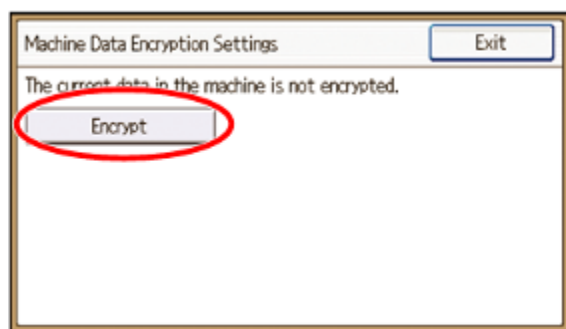 Machine Data Encryption Settings Exit
The current data in the machine is not encrypted.
Encrypt